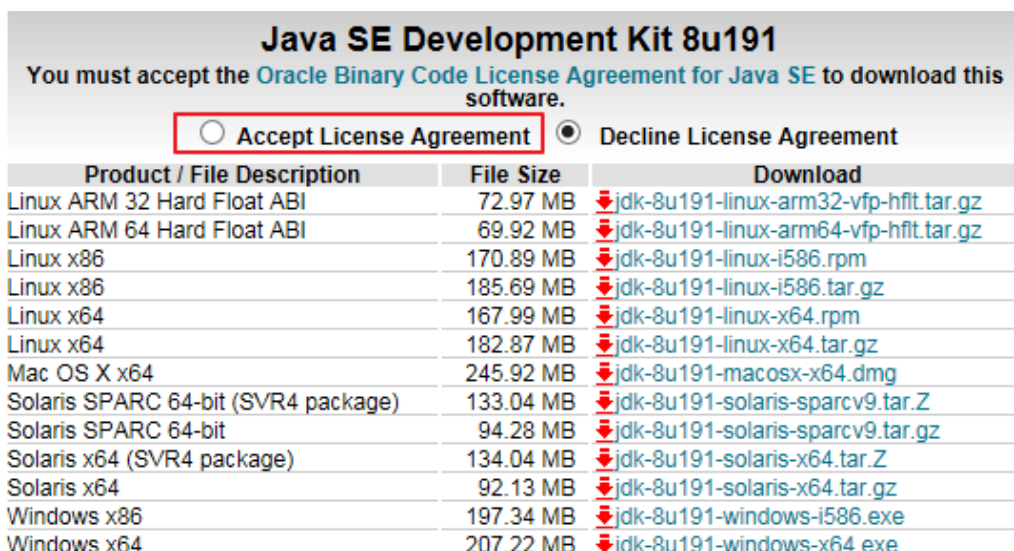 Java SE Development Kit 8u191
You must accept the Oracle Binary Code License Agreement for Java SE to download this
software.
Accept License Agreement Decline License Agreement
Product / File Description File Size Download
Linux ARM 32 Hard Float ABI 72.97 MB jdk-8u191-linux-arm32-vfp-hflt.tar.gz
Linux ARM 64 Hard Float ABI 69.92 MB jdk-8u191-linux-arm64-vfp-hflt.tar.gz
Linux x86 170.89 MB jdk-8u191-linux-i586.rpm
Linux x86 185.69 MB jdk-8u191-linux-i586.tar.gz
Linux x64 167.99 MB jdk-8u191-linux-x64.rpm
Linux x64 182.87 MB jdk-8u191-linux-x64.tar.gz
Mac OS X x64 245.92 MB jdk-8u191-macosx-x64.dmg
Solaris SPARC 64-bit (SVR4 package) 133.04 MB jdk-8u191-solaris-sparcv9.tar.Z
Solaris SPARC 64-bit 94.28 MB jdk-8u191-solaris-sparcv9.tar.gz
Solaris x64 (SVR4 package) 134.04 MB jdk-8u191-solaris-x64.tar.Z
Solaris x64 92.13 MB jdk-8u191-solaris-x64.tar.gz
Windows x86 197.34 MB jdk-8u191-windows-i586.exe
Windows x64 207.22 MB jdk-8u191-windows-x64.exe